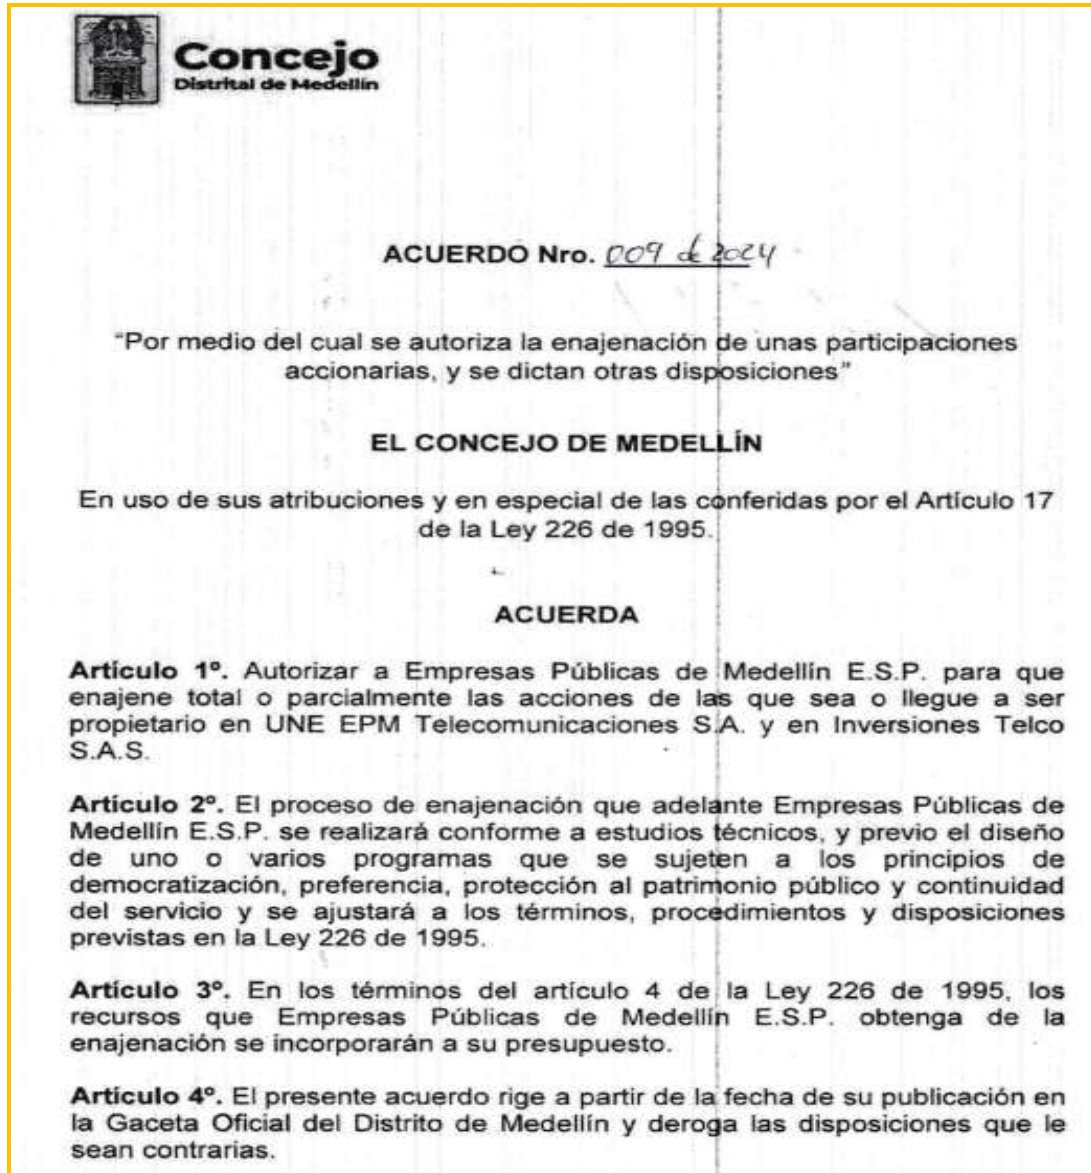 Concejo
Distrital de Medellín
ACUERDO Nro. 009 de 2024
“Por medio del cual se autoriza la enajenación de unas participaciones
accionarias, y se dictan otras disposiciones”
EL CONCEJO DE MEDELLÍN
En uso de sus atribuciones y en especial de las conferidas por el Artículo 17
de la Ley 226 de 1995.
ACUERDA
Artículo 1º. Autorizar a Empresas Públicas de Medellín E.S.P. para que
enajene total o parcialmente las acciones de las que sea o llegue a ser
propietario en UNE EPM Telecomunicaciones S.A. y en Inversiones Telco
S.A.S.
Artículo 2º. El proceso de enajenación que adelante Empresas Públicas de
Medellín E.S.P. se realizará conforme a estudios técnicos, y previo el diseño
de uno o varios programas que se sujeten a los principios de
democratización, preferencia, protección al patrimonio público y continuidad
del servicio y se ajustará a los términos, procedimientos y disposiciones
previstas en la Ley 226 de 1995.
Artículo 3º. En los términos del artículo 4 de la Ley 226 de 1995, los
recursos que Empresas Públicas de Medellín E.S.P. obtenga de la
enajenación se incorporarán a su presupuesto.
Artículo 4º. El presente acuerdo rige a partir de la fecha de su publicación en
la Gaceta Oficial del Distrito de Medellín y deroga las disposiciones que le
sean contrarias.